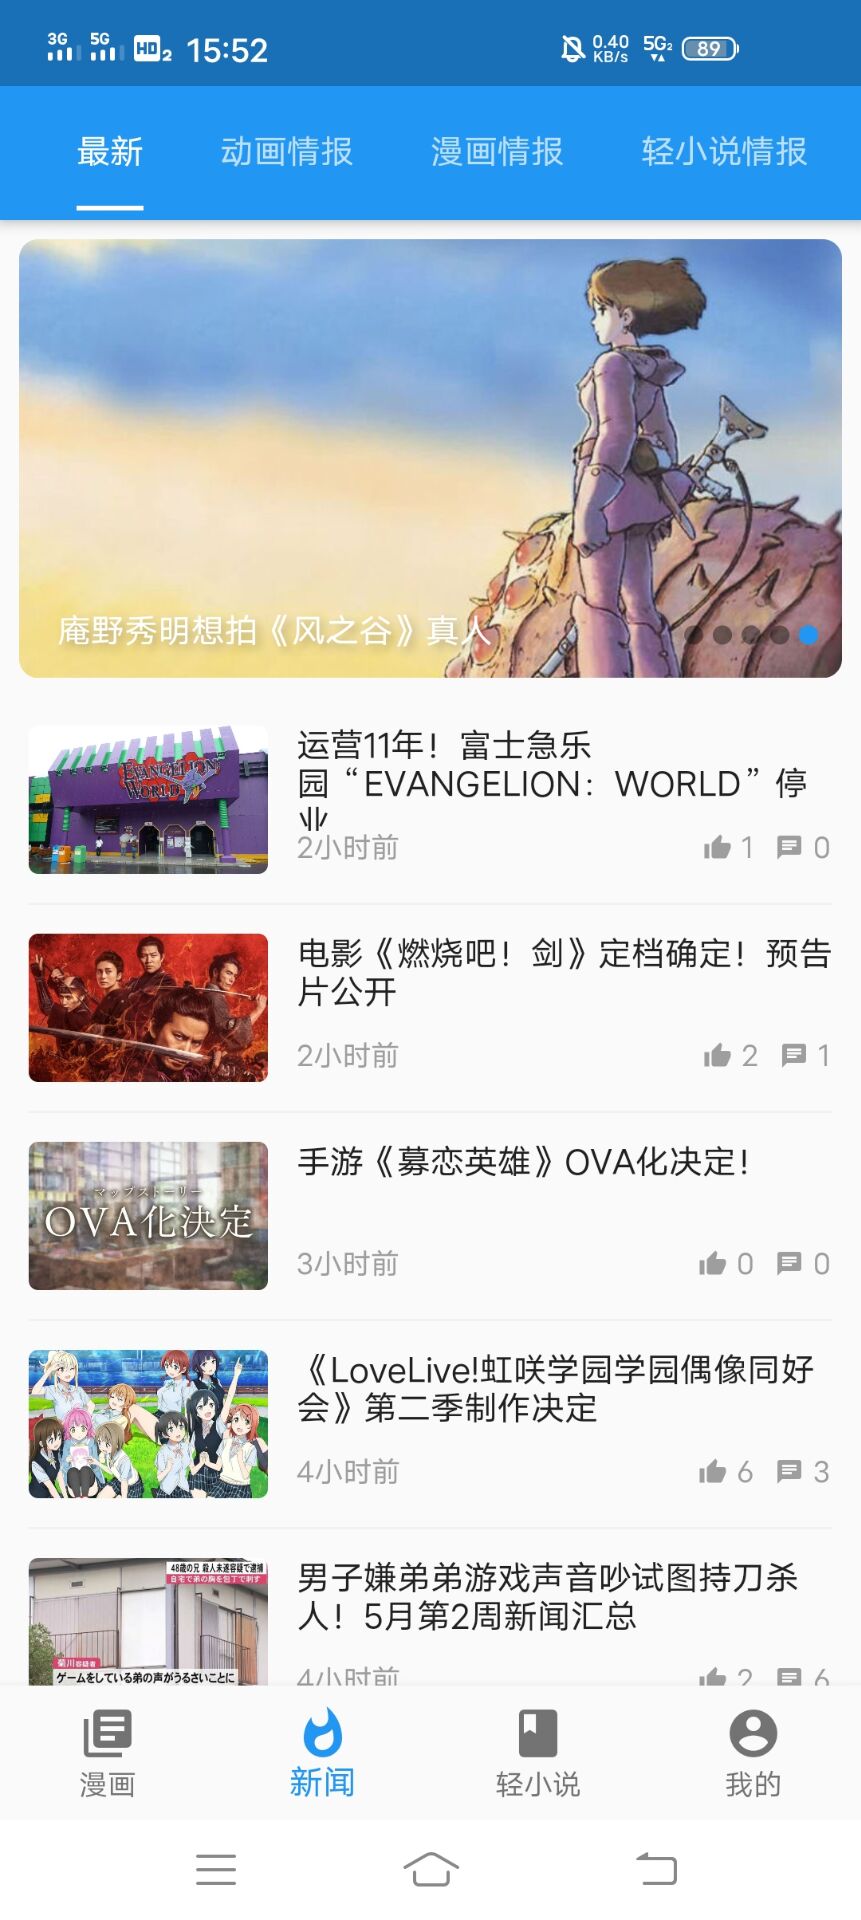 3G 5G HD2 15:52 0.40 KB/s 5G2 89
最新 动画情报 漫画情报 轻小说情报
庵野秀明想拍《风之谷》真人
EVANGELION
WORLD
运营11年！富士急乐
园“EVANGELION：WORLD”停
业
2小时前 1 0
电影《燃烧吧！剑》定档确定！预告
片公开
2小时前 2 1
マップストーリー
OVA化決定
手游《募恋英雄》OVA化决定！
3小时前 0 0
《LoveLive!虹咲学园学园偶像同好
会》第二季制作决定
4小时前 6 3
48歳の兄 殺人未遂容疑で逮捕
自宅で弟の胸を包丁で刺す
菊川容疑者
ゲームをしている弟の声がうるさいことに
男子嫌弟弟游戏声音吵试图持刀杀
人！5月第2周新闻汇总
4小时前 2 6
漫画 新闻 轻小说 我的